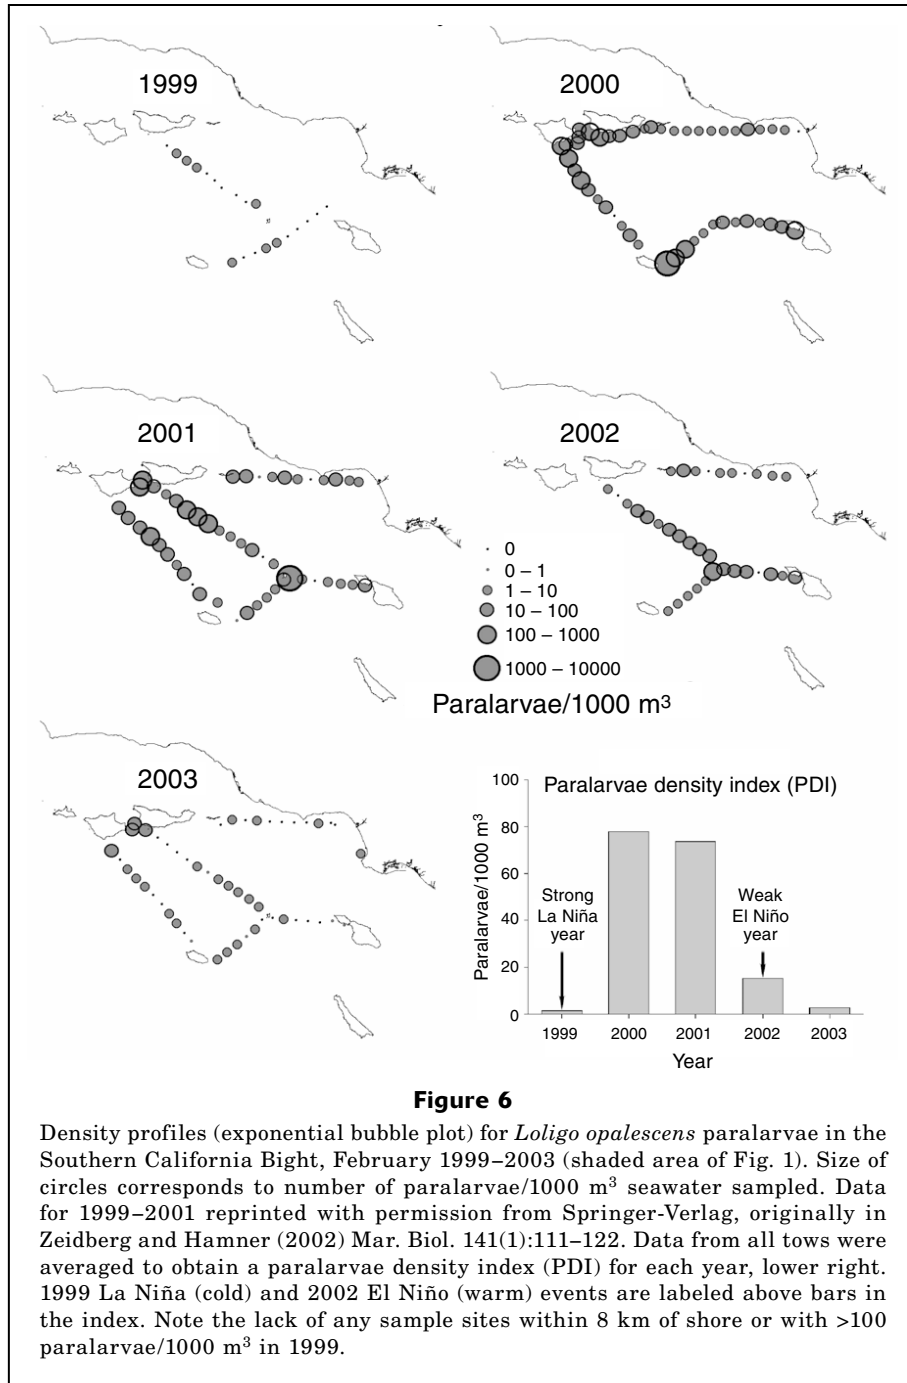 1999
2000
2001
2002
0
0 – 1
1 – 10
10 – 100
100 – 1000
1000 – 10000
Paralarvae/1000 m³
2003
Paralarvae density index (PDI)
Paralarvae/1000 m³
100
80
60
40
20
0
Strong
La Niña
year
Weak
El Niño
year
1999
2000
2001
2002
2003
Year
Figure 6
Density profiles (exponential bubble plot) for Loligo opalescens paralarvae in the
Southern California Bight, February 1999–2003 (shaded area of Fig. 1). Size of
circles corresponds to number of paralarvae/1000 m³ seawater sampled. Data
for 1999–2001 reprinted with permission from Springer-Verlag, originally in
Zeidberg and Hamner (2002) Mar. Biol. 141(1):111–122. Data from all tows were
averaged to obtain a paralarvae density index (PDI) for each year, lower right.
1999 La Niña (cold) and 2002 El Niño (warm) events are labeled above bars in
the index. Note the lack of any sample sites within 8 km of shore or with >100
paralarvae/1000 m³ in 1999.